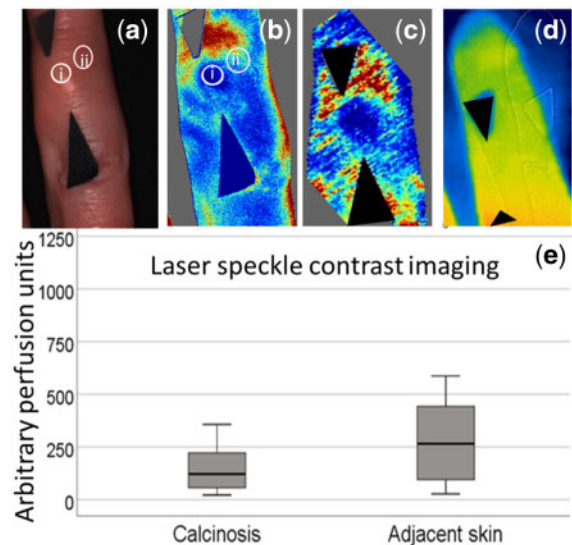 (a) (b) (c) (d)
i ii
i ii
(e)
Laser speckle contrast imaging
Arbitrary perfusion units
1250
1000
750
500
250
0
Calcinosis Adjacent skin